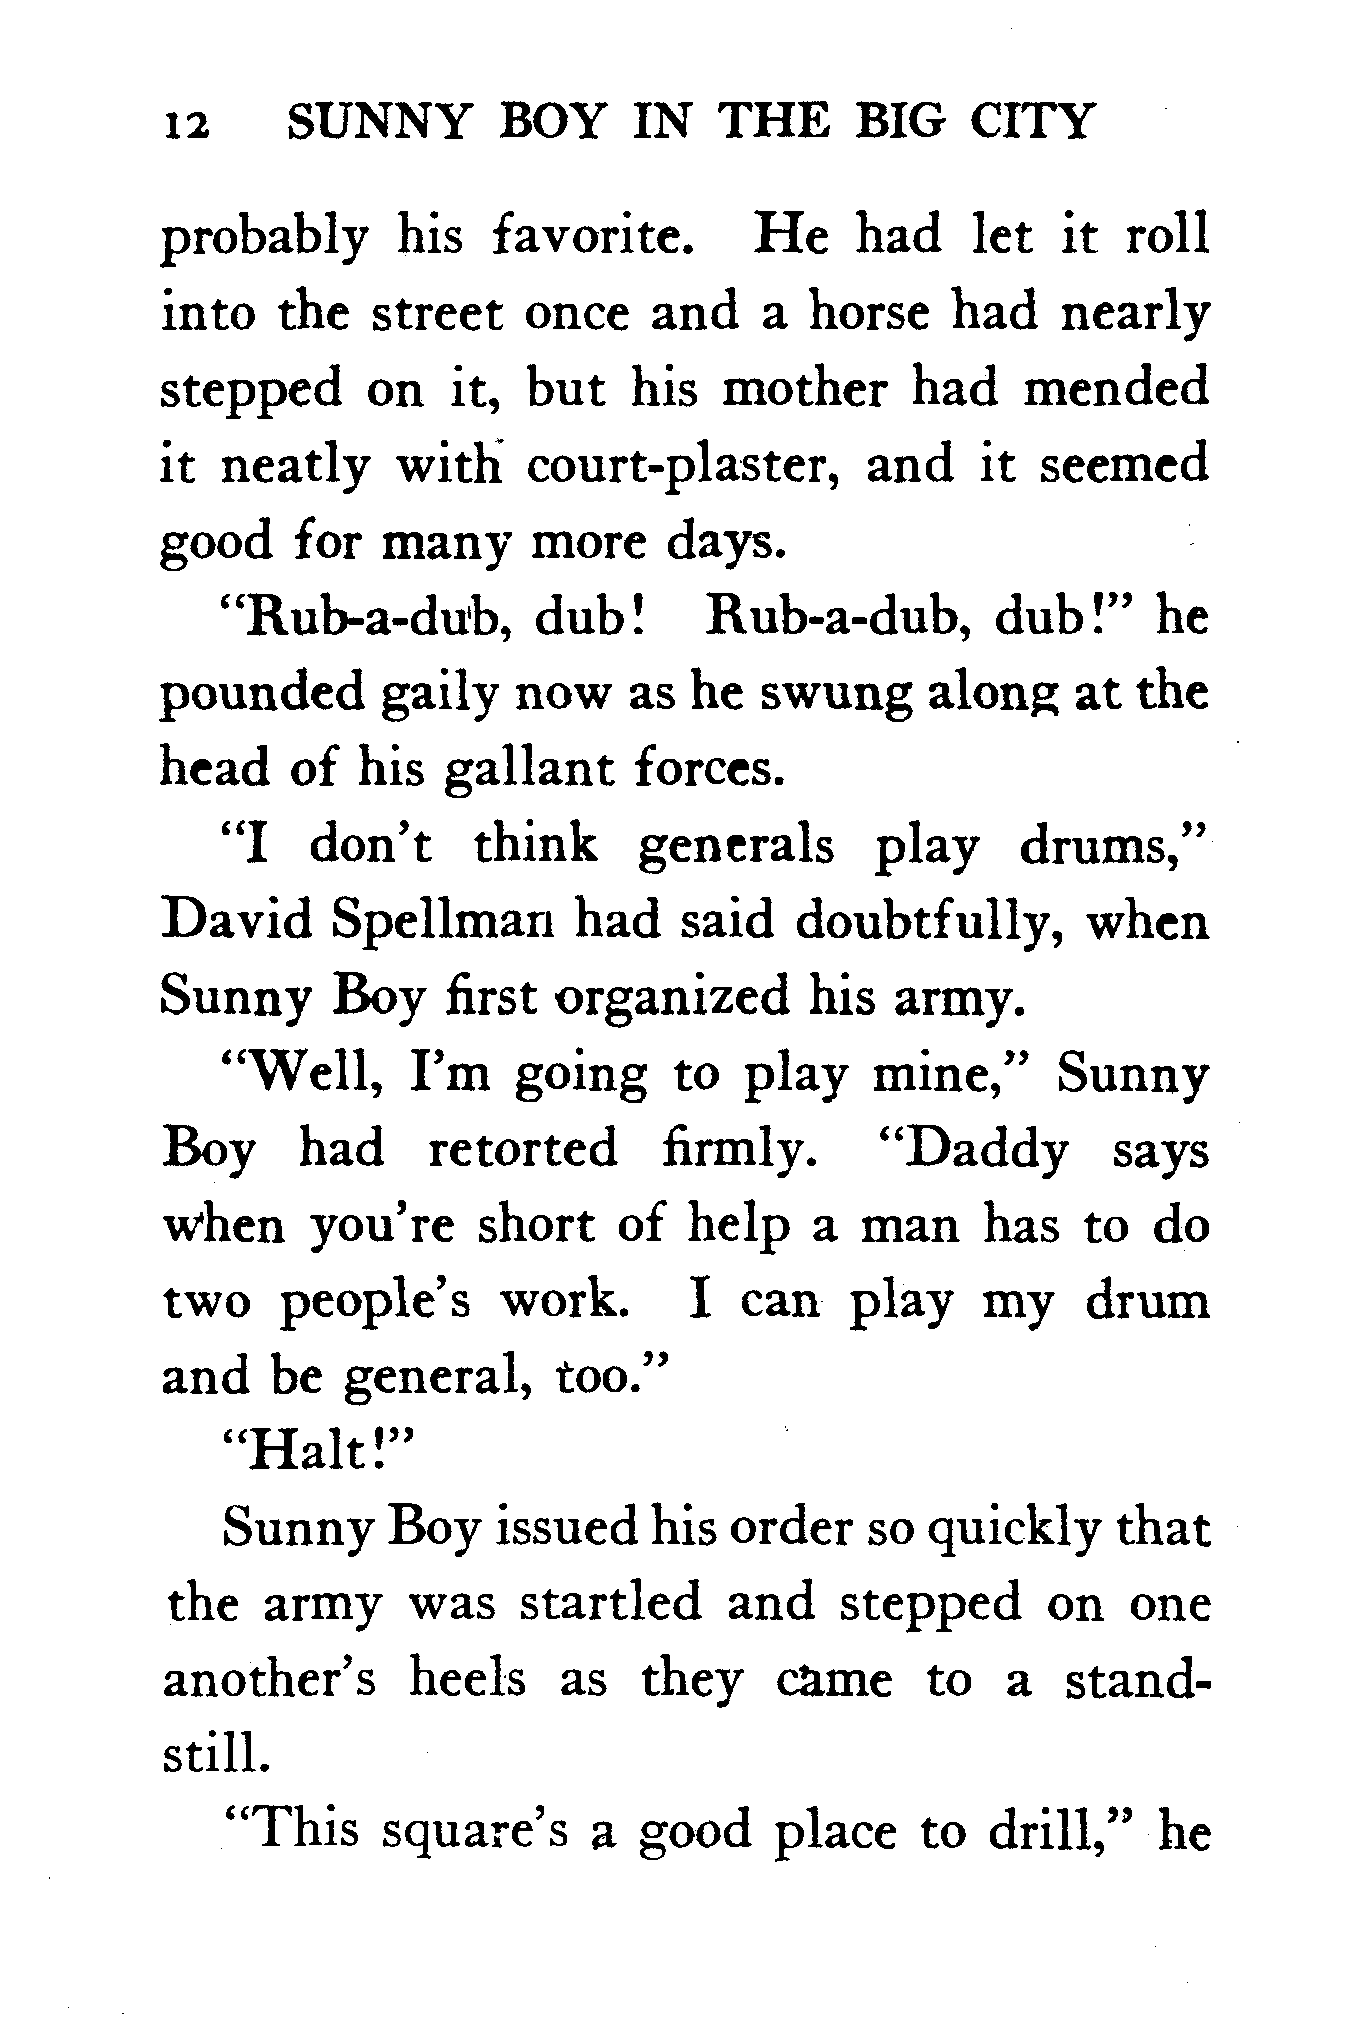 12 SUNNY BOY IN THE BIG CITY
probably his favorite. He had let it roll
into the street once and a horse had nearly
stepped on it, but his mother had mended
it neatly with court-plaster, and it seemed
good for many more days.
“Rub-a-dub, dub! Rub-a-dub, dub!” he
pounded gaily now as he swung along at the
head of his gallant forces.
“I don’t think generals play drums,”
David Spellman had said doubtfully, when
Sunny Boy first organized his army.
“Well, I’m going to play mine,” Sunny
Boy had retorted firmly. “Daddy says
when you’re short of help a man has to do
two people’s work. I can play my drum
and be general, too.”
“Halt!”
Sunny Boy issued his order so quickly that
the army was startled and stepped on one
another’s heels as they came to a stand-
still.
“This square’s a good place to drill,” he